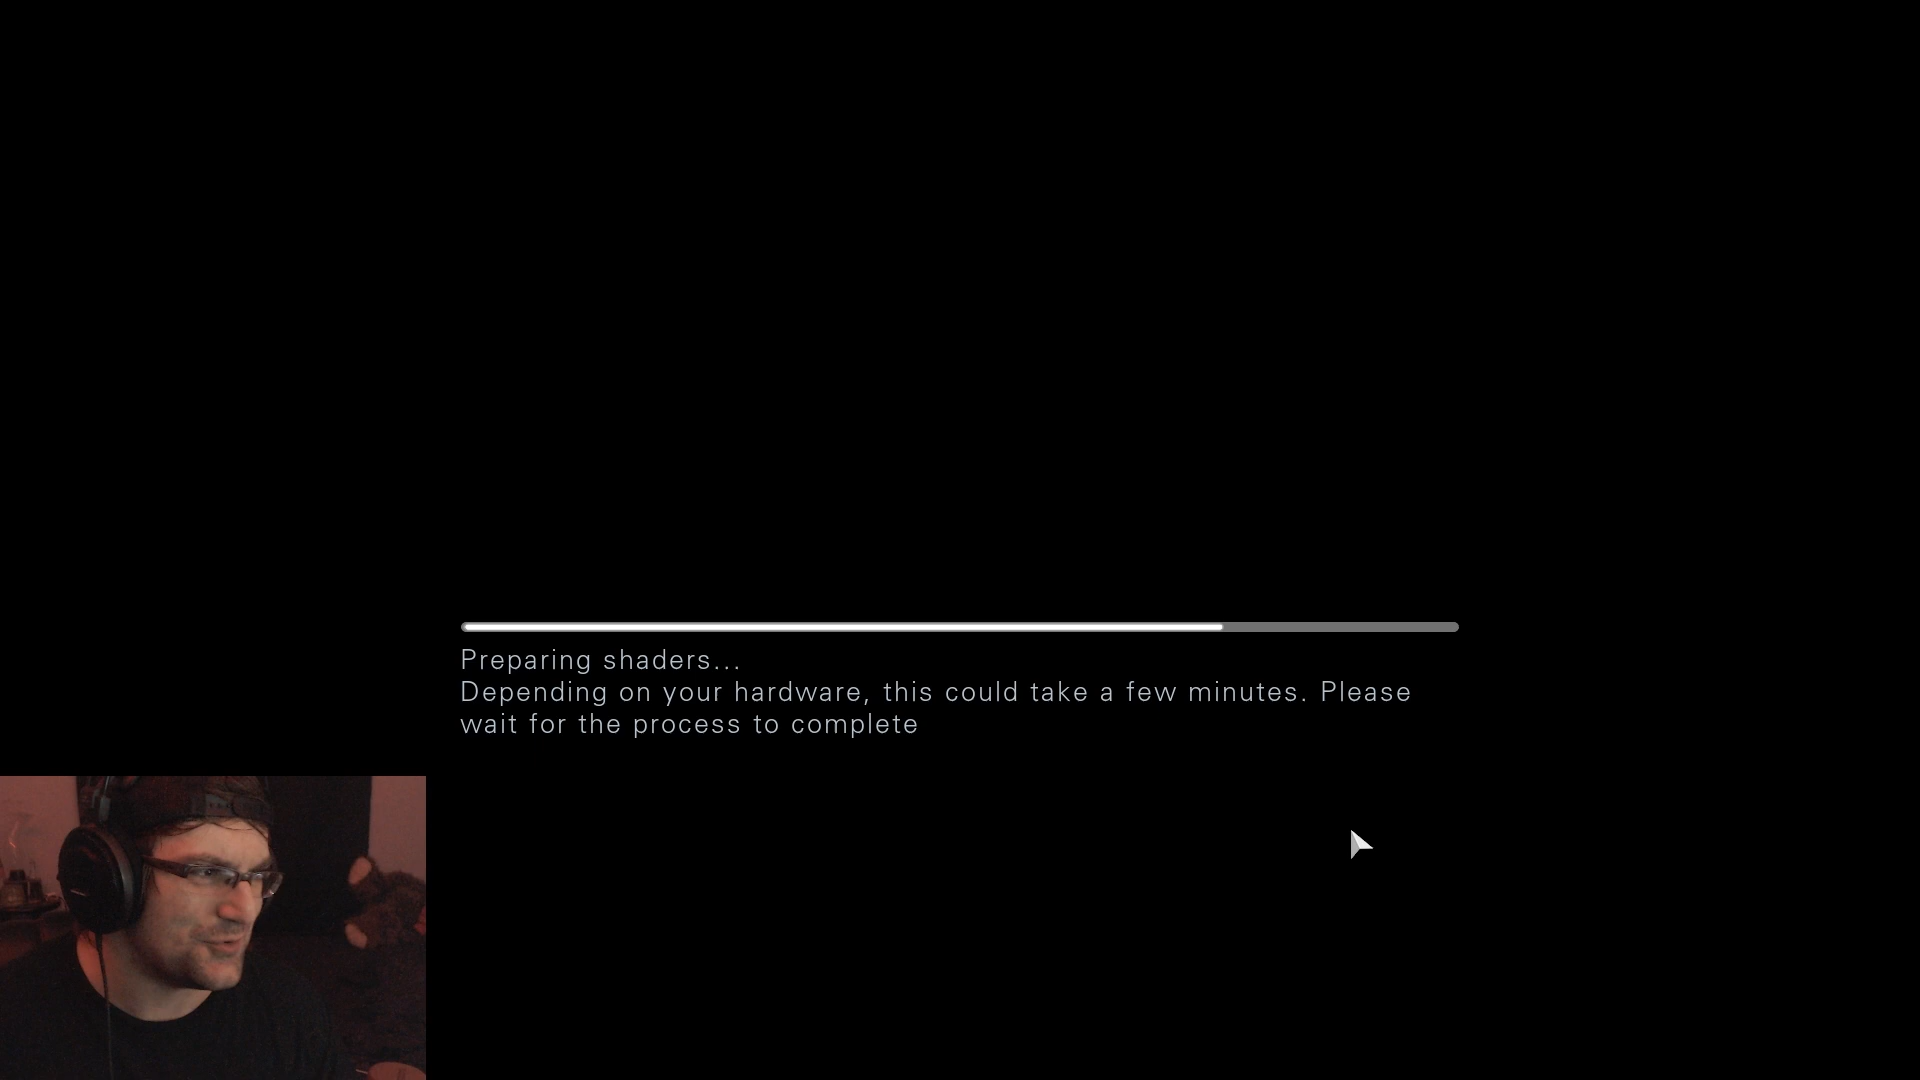 Preparing shaders...
Depending on your hardware, this could take a few minutes. Please
wait for the process to complete